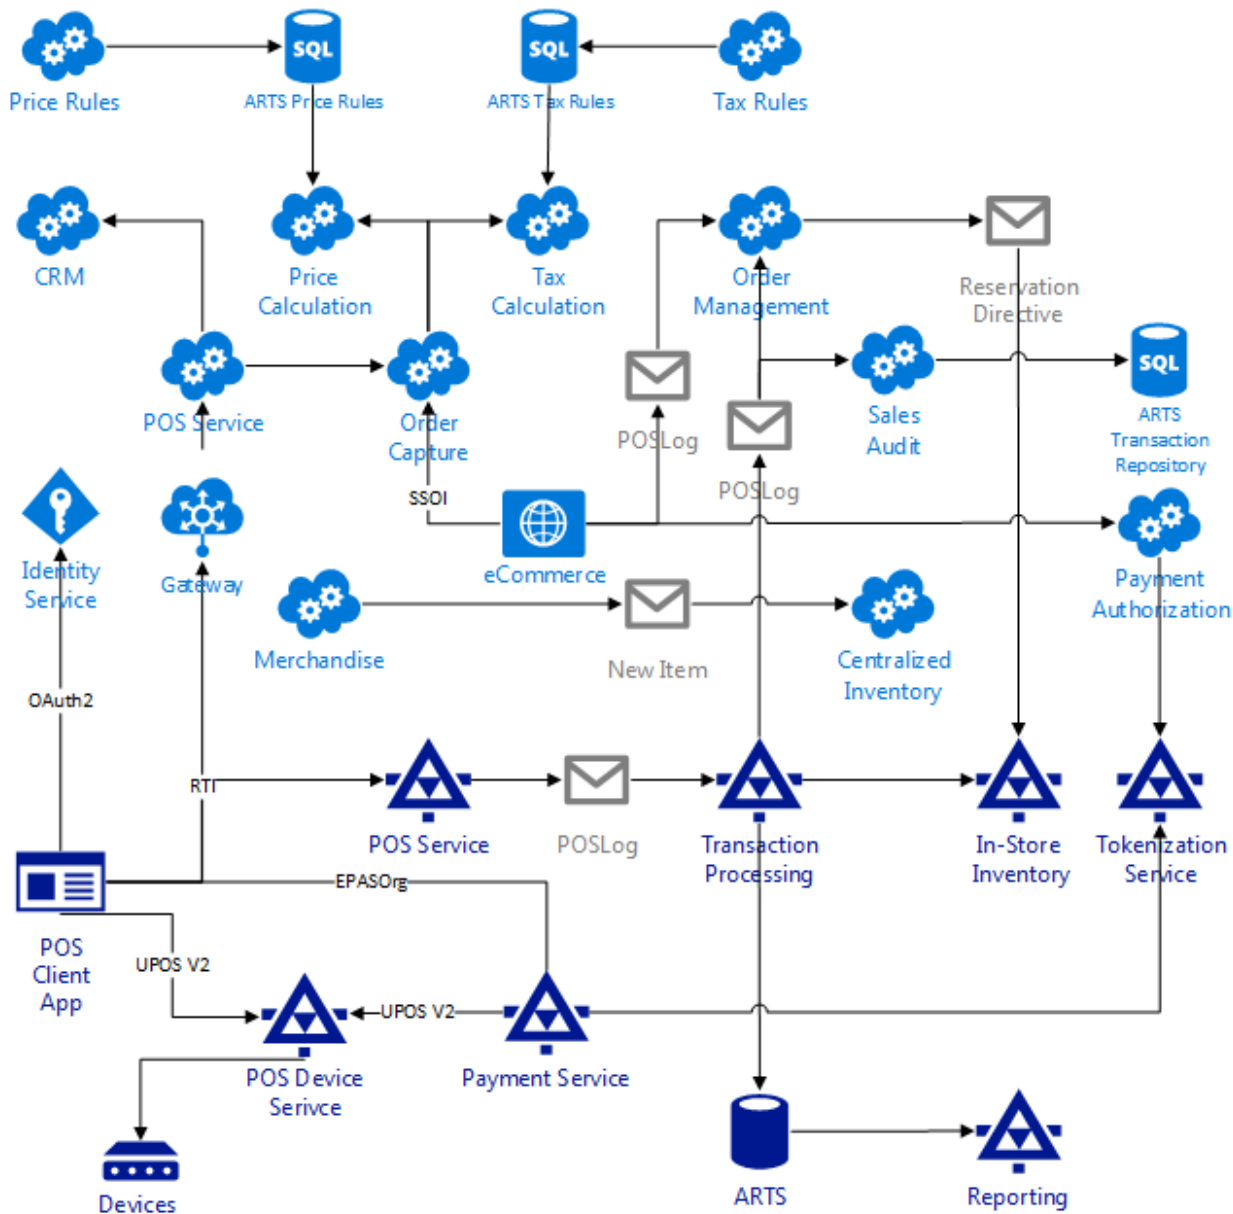 SQL
SQL
Price Rules
ARTS Price Rules
ARTS Tax Rules
Tax Rules
CRM
Price
Calculation
Tax
Calculation
Order
Management
Reservation
Directive
SQL
POS Service
Order
Capture
POSLog
POSLog
Sales
Audit
ARTS
Transaction
Repository
SSOI
Identity
Service
Gateway
eCommerce
Payment
Authorization
Merchandise
New Item
Centralized
Inventory
OAuth2
RTI
POS Service
POSLog
Transaction
Processing
In-Store
Inventory
Tokenization
Service
EPASOrg
POS
Client
App
UPOS V2
UPOS V2
POS Device
Serivce
Payment Service
Devices
ARTS
Reporting